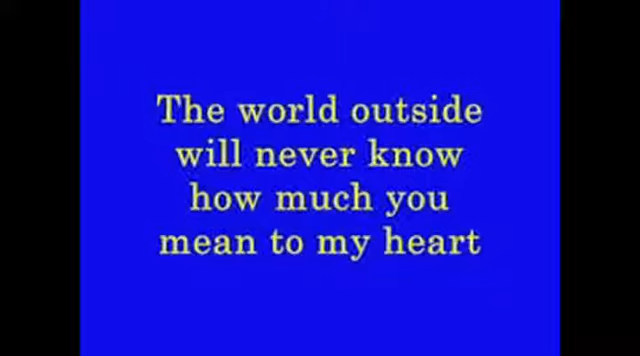 The world outside
will never know
how much you
mean to my heart